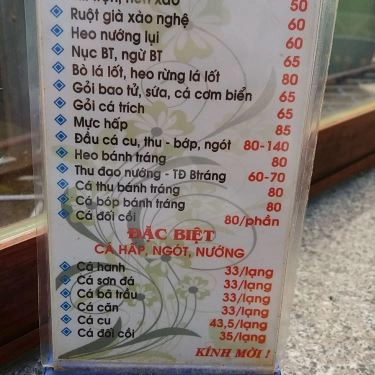 xào 50
Ruột già xào nghệ 60
Heo nướng lụi 60
Nục BT, ngừ BT 65
Bò lá lốt, heo rừng lá lốt 80
Gỏi bao tử, sứa, cá cơm biển 65
Gỏi cá trích 65
Mực hấp 85
Đầu cá cu, thu - bớp, ngót 80-140
Heo bánh tráng 80
Thu đao nướng - TĐ Btráng 60-70
Cá thu bánh tráng 80
Cá bóp bánh tráng 80
Cá đối cồi 80/phần
ĐẶC BIỆT
CÁ HẤP, NGÓT, NƯỚNG
Cá hanh 33/lạng
Cá sơn đá 33/lạng
Cá bã trầu 33/lạng
Cá căn 33/lạng
Cá cu 43,5/lạng
Cá đối cồi 35/lạng
KÍNH MỜI !